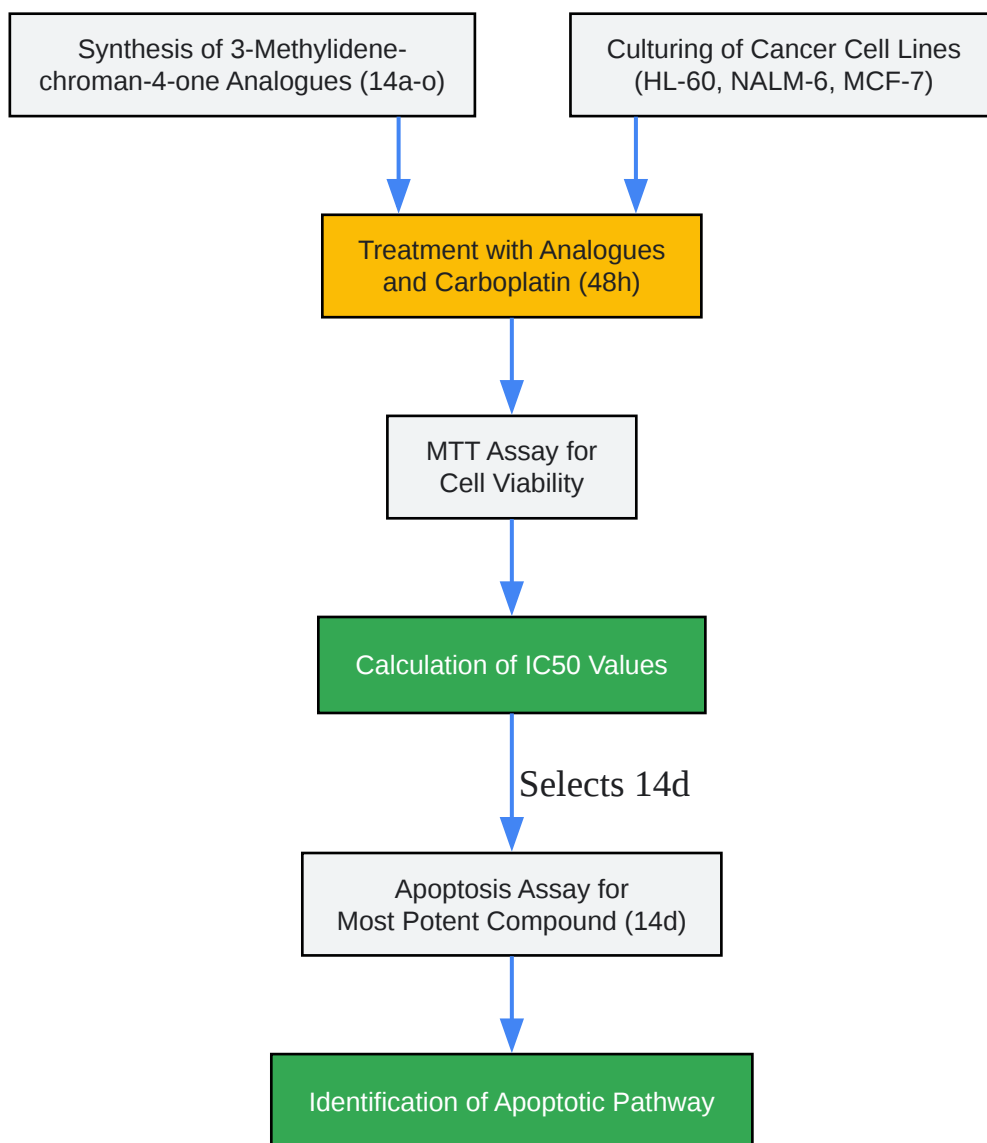 Synthesis of 3-Methylidene-
chroman-4-one Analogues (14a-o)
Culturing of Cancer Cell Lines
(HL-60, NALM-6, MCF-7)
Treatment with Analogues
and Carboplatin (48h)
MTT Assay for
Cell Viability
Calculation of IC50 Values
Selects 14d
Apoptosis Assay for
Most Potent Compound (14d)
Identification of Apoptotic Pathway